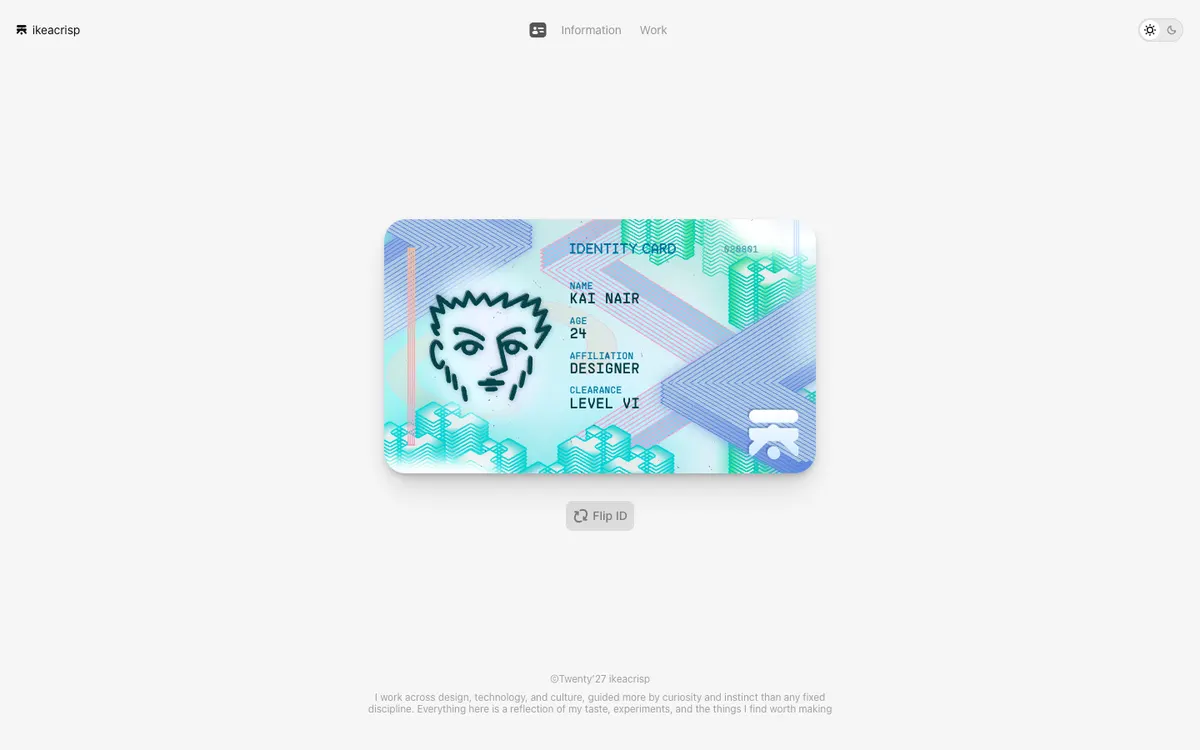 ikeacrisp
Information
Work
IDENTITY CARD
020801
NAME
KAI NAIR
AGE
24
AFFILIATION
DESIGNER
CLEARANCE
LEVEL VI
Flip ID
©Twenty'27 ikeacrisp
I work across design, technology, and culture, guided more by curiosity and instinct than any fixed
discipline. Everything here is a reflection of my taste, experiments, and the things I find worth making